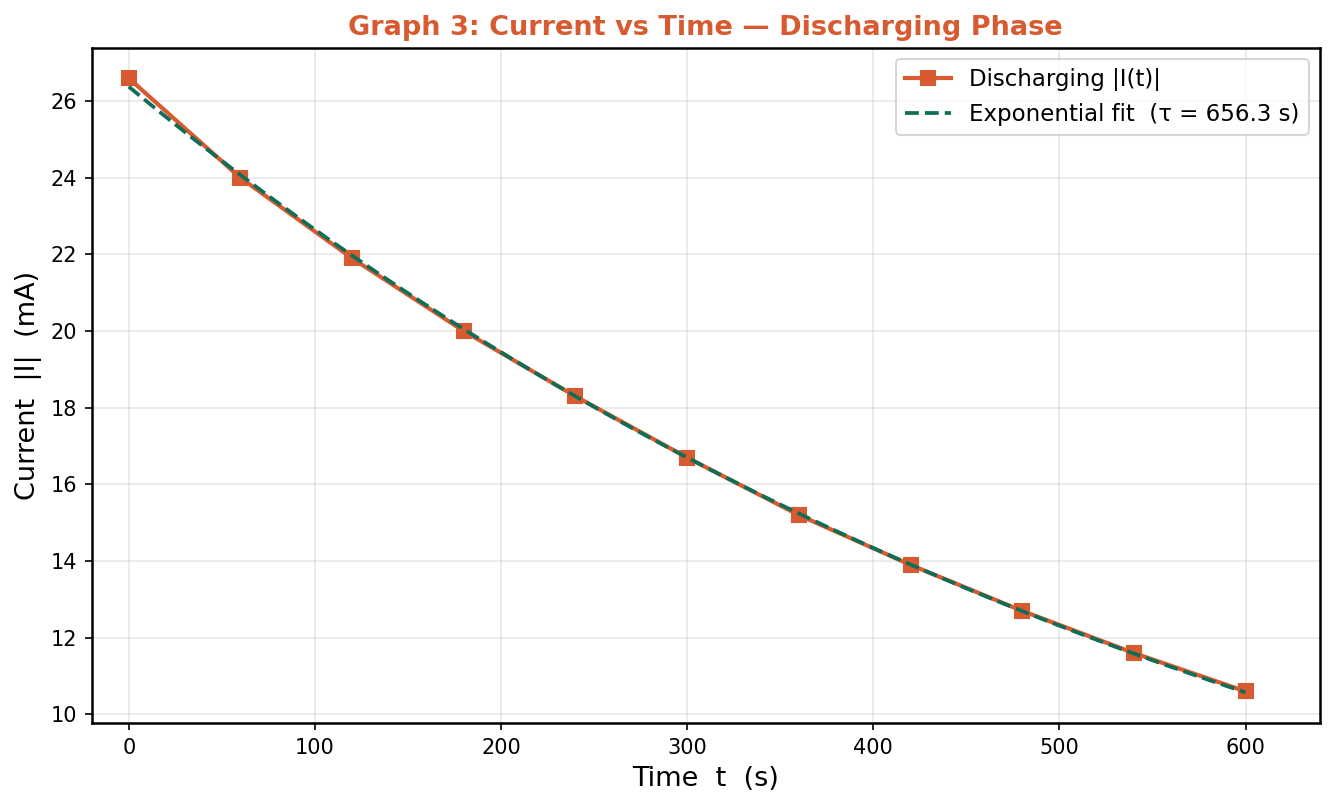 Graph 3: Current vs Time — Discharging Phase
Discharging |I(t)|
Exponential fit (τ = 656.3 s)
Current |I| (mA)
26
24
22
20
18
16
14
12
10
0 100 200 300 400 500 600
Time t (s)